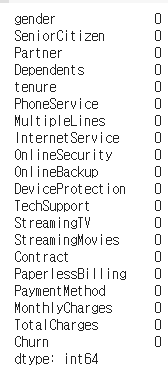 gender 0
SeniorCitizen 0
Partner 0
Dependents 0
tenure 0
PhoneService 0
MultipleLines 0
InternetService 0
OnlineSecurity 0
OnlineBackup 0
DeviceProtection 0
TechSupport 0
StreamingTV 0
StreamingMovies 0
Contract 0
PaperlessBilling 0
PaymentMethod 0
MonthlyCharges 0
TotalCharges 0
Churn 0
dtype: int64